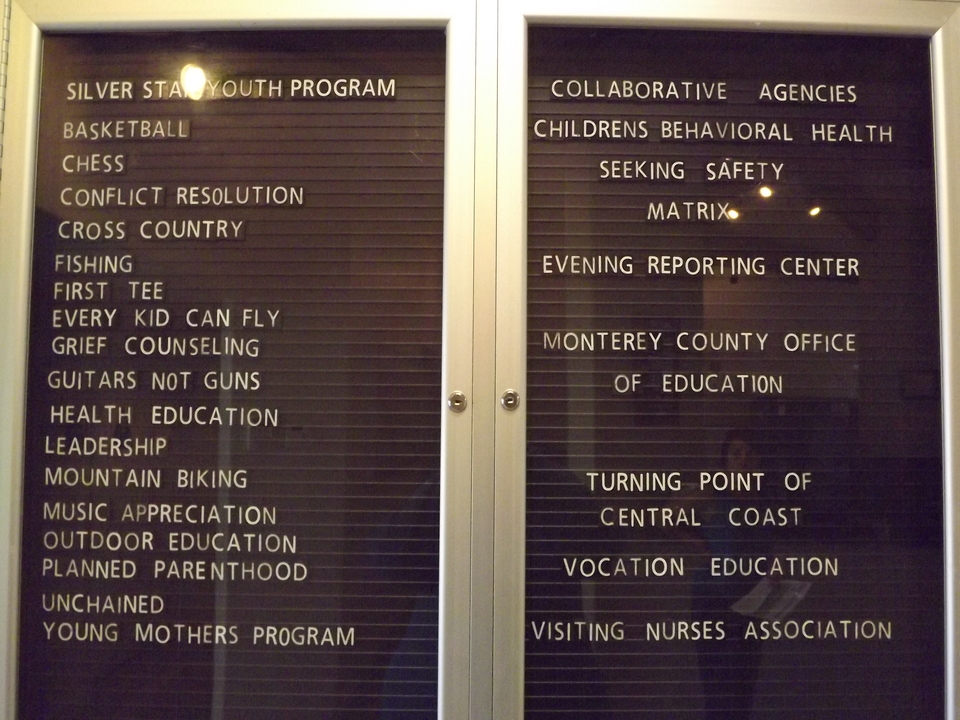 SILVER STAR YOUTH PROGRAM
BASKETBALL
CHESS
CONFLICT RESOLUTION
CROSS COUNTRY
FISHING
FIRST TEE
EVERY KID CAN FLY
GRIEF COUNSELING
GUITARS NOT GUNS
HEALTH EDUCATION
LEADERSHIP
MOUNTAIN BIKING
MUSIC APPRECIATION
OUTDOOR EDUCATION
PLANNED PARENTHOOD
UNCHAINED
YOUNG MOTHERS PROGRAM
COLLABORATIVE AGENCIES
CHILDRENS BEHAVIORAL HEALTH
SEEKING SAFETY
MATRIX
EVENING REPORTING CENTER
MONTEREY COUNTY OFFICE
OF EDUCATION
TURNING POINT OF
CENTRAL COAST
VOCATION EDUCATION
VISITING NURSES ASSOCIATION